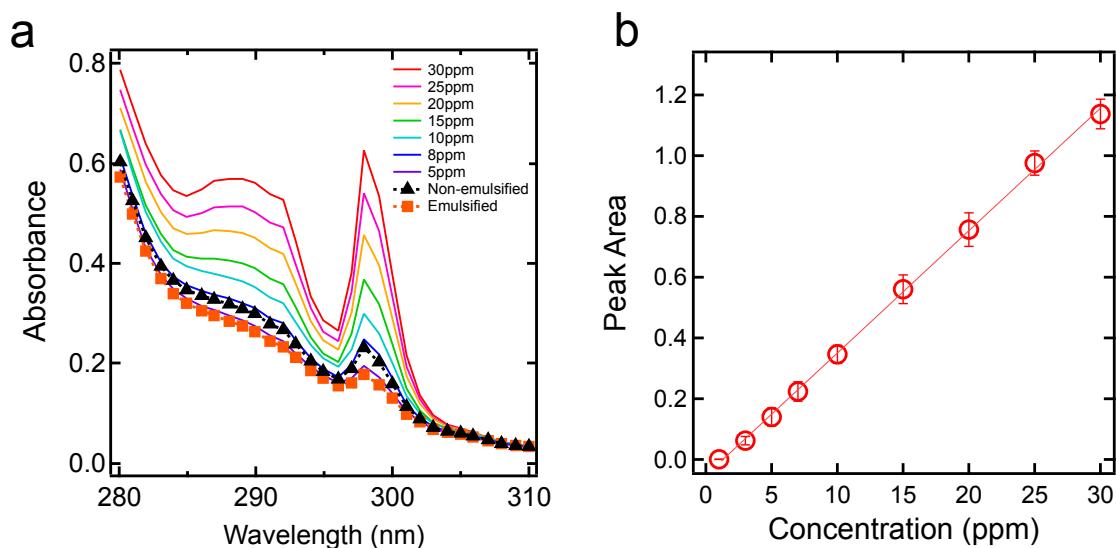 a
0.8
0.6
0.4
0.2
0.0
Absorbance
280
290
300
310
Wavelength (nm)
30ppm
25ppm
20ppm
15ppm
10ppm
8ppm
5ppm
Non-emulsified
Emulsified
b
1.2
1.0
0.8
0.6
0.4
0.2
0.0
Peak Area
0
5
10
15
20
25
30
Concentration (ppm)